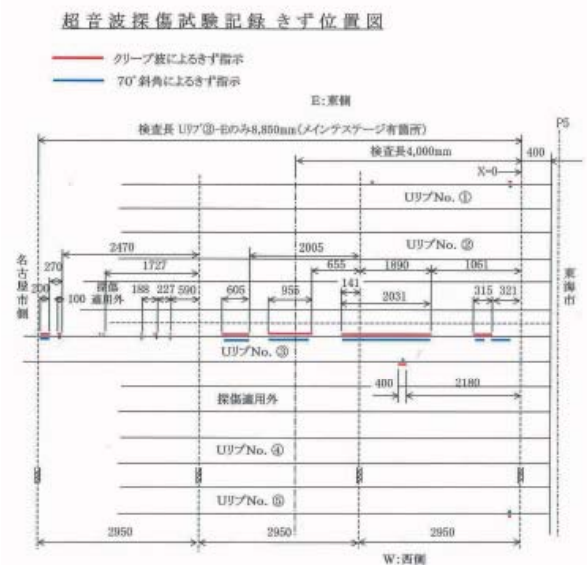 超音波探傷試験記録 きず位置図
クリープ波によるきず指示
70°斜角によるきず指示
E:東側
P5
検査長 Uリブ③-Eのみ8,850mm(メインテステージ有箇所)
検査長4,000mm
400
X=0
UリブNo. ①
UリブNo. ②
2470
2005
270
1727
655
1890
1061
200
100
探傷
適用外
188
227
590
605
955
141
2031
315
321
名古屋市側
東海市
UリブNo. ③
400
2180
探傷適用外
UリブNo. ④
UリブNo. ⑤
2950
2950
2950
W:西側